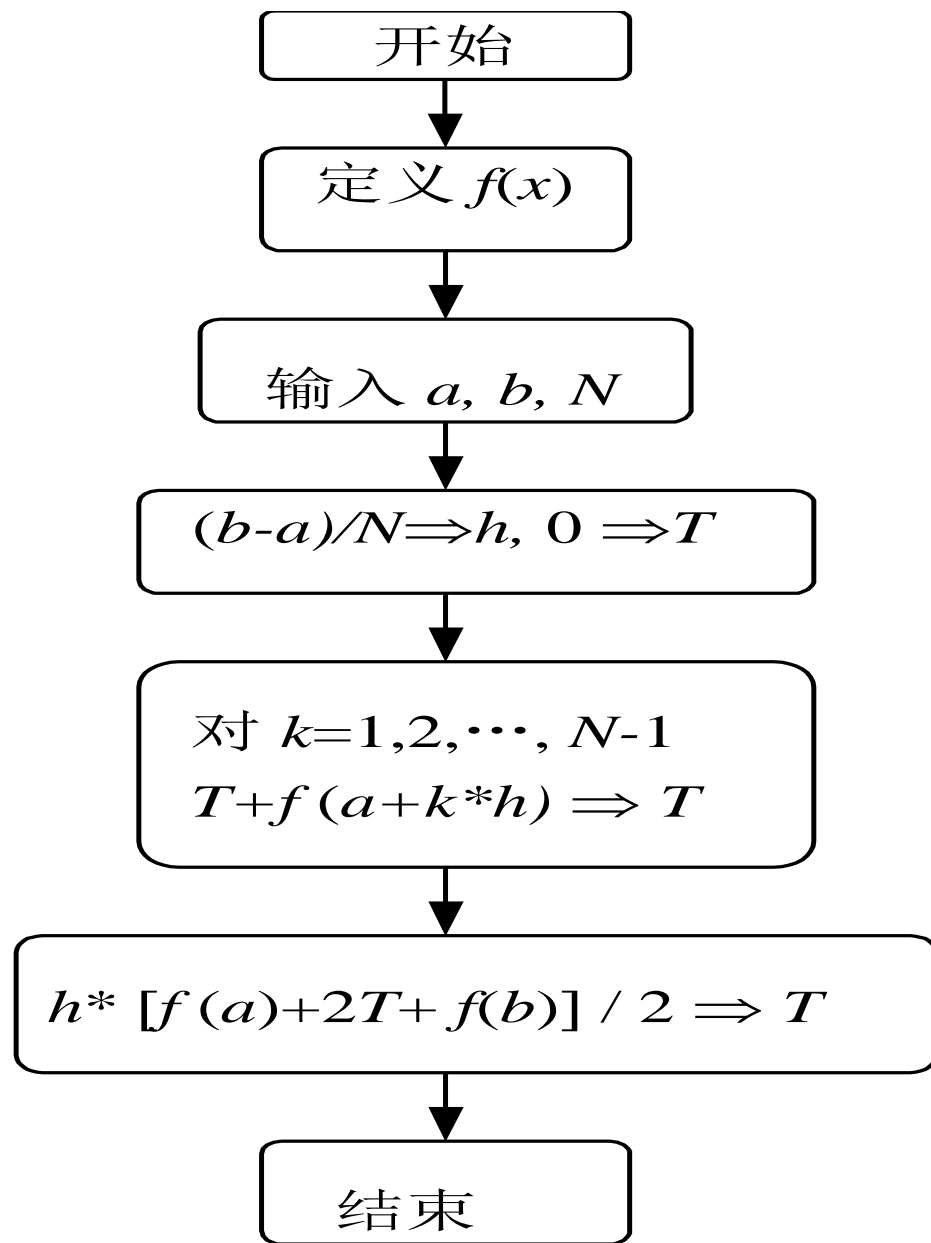 开始
定义 f(x)
输入 a, b, N
(b-a)/N⇒h, 0 ⇒T
对 k=1,2,⋯, N-1
T+f (a+k*h) ⇒ T
h* [f (a)+2T+ f(b)] / 2 ⇒ T
结束